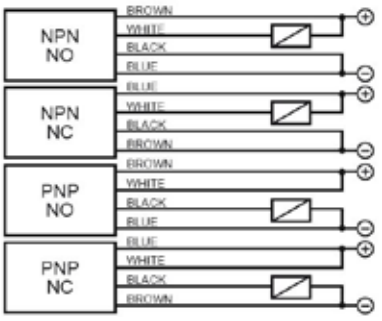 NPN
NO
BROWN
WHITE
BLACK
BLUE
+
−
NPN
NC
BLUE
WHITE
BLACK
BROWN
+
−
PNP
NO
BROWN
WHITE
BLACK
BLUE
+
−
PNP
NC
BLUE
WHITE
BLACK
BROWN
+
−